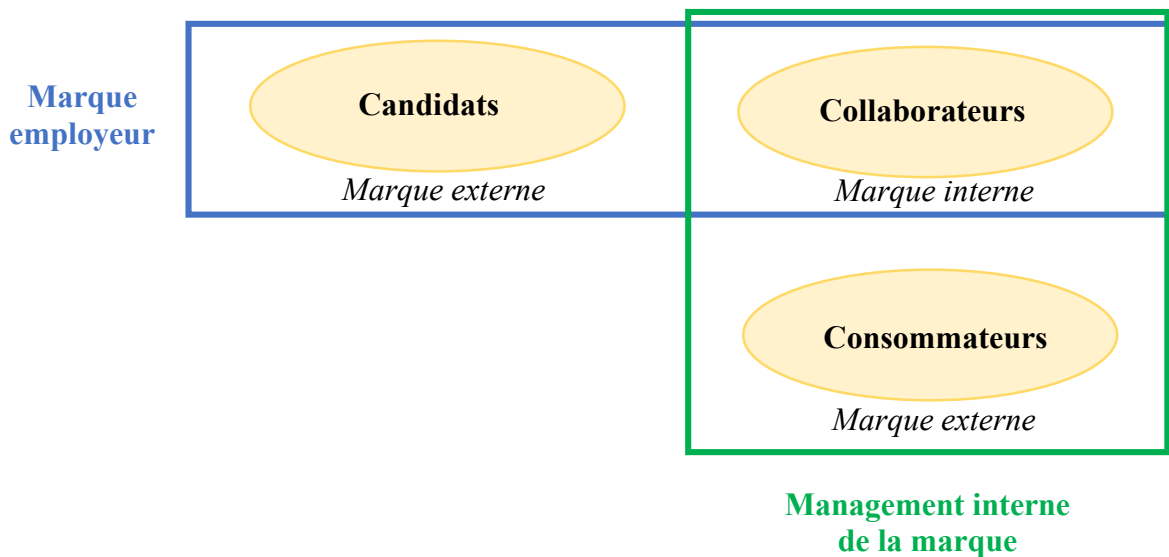 Marque
employeur
Candidats
Marque externe
Collaborateurs
Marque interne
Consommateurs
Marque externe
Management interne
de la marque